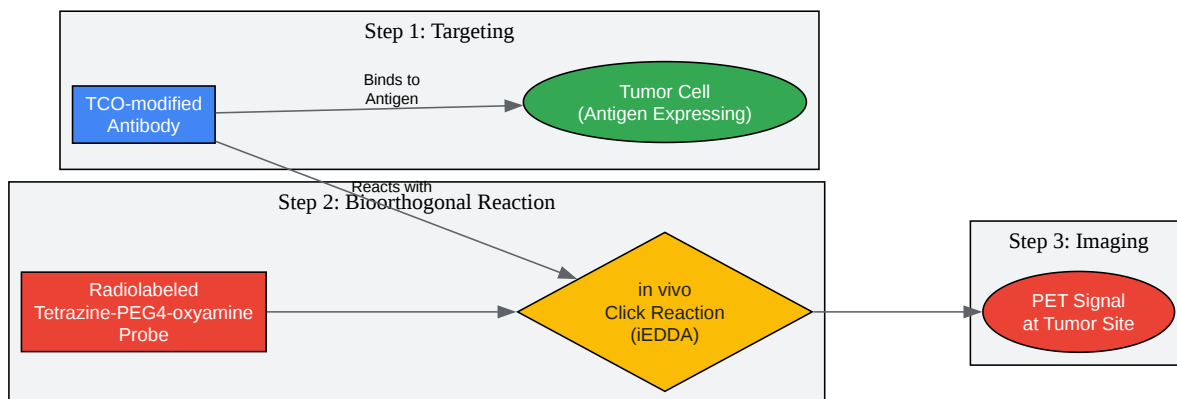 Step 1: Targeting
TCO-modified
Antibody
Binds to
Antigen
Tumor Cell
(Antigen Expressing)
Reacts with
Step 2: Bioorthogonal Reaction
Radiolabeled
Tetrazine-PEG4-oxyamine
Probe
in vivo
Click Reaction
(iEDDA)
Step 3: Imaging
PET Signal
at Tumor Site